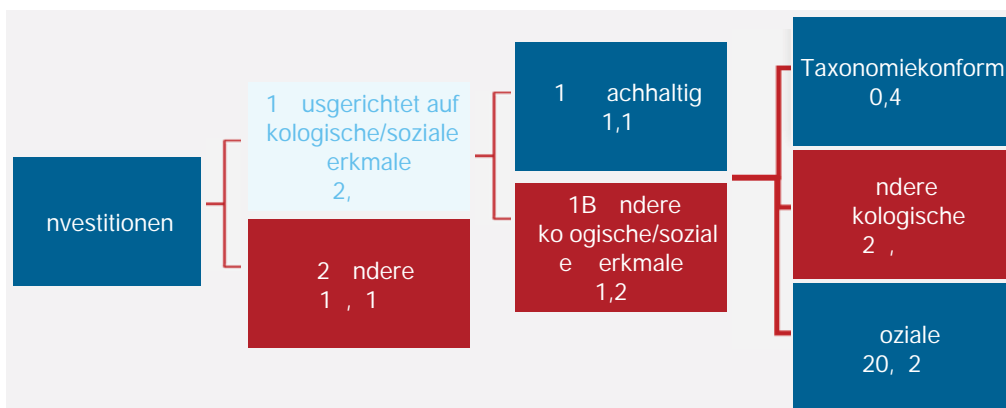 nvestitionen
1 usgerichtet auf
kologische/soziale
erkmale
2,
2 ndere
1 , 1
1 achhaltig
1,1
1B ndere
ko ogische/sozial
e erkmale
1,2
Taxonomiekonform
0,4
ndere
kologische
2 ,
oziale
20, 2